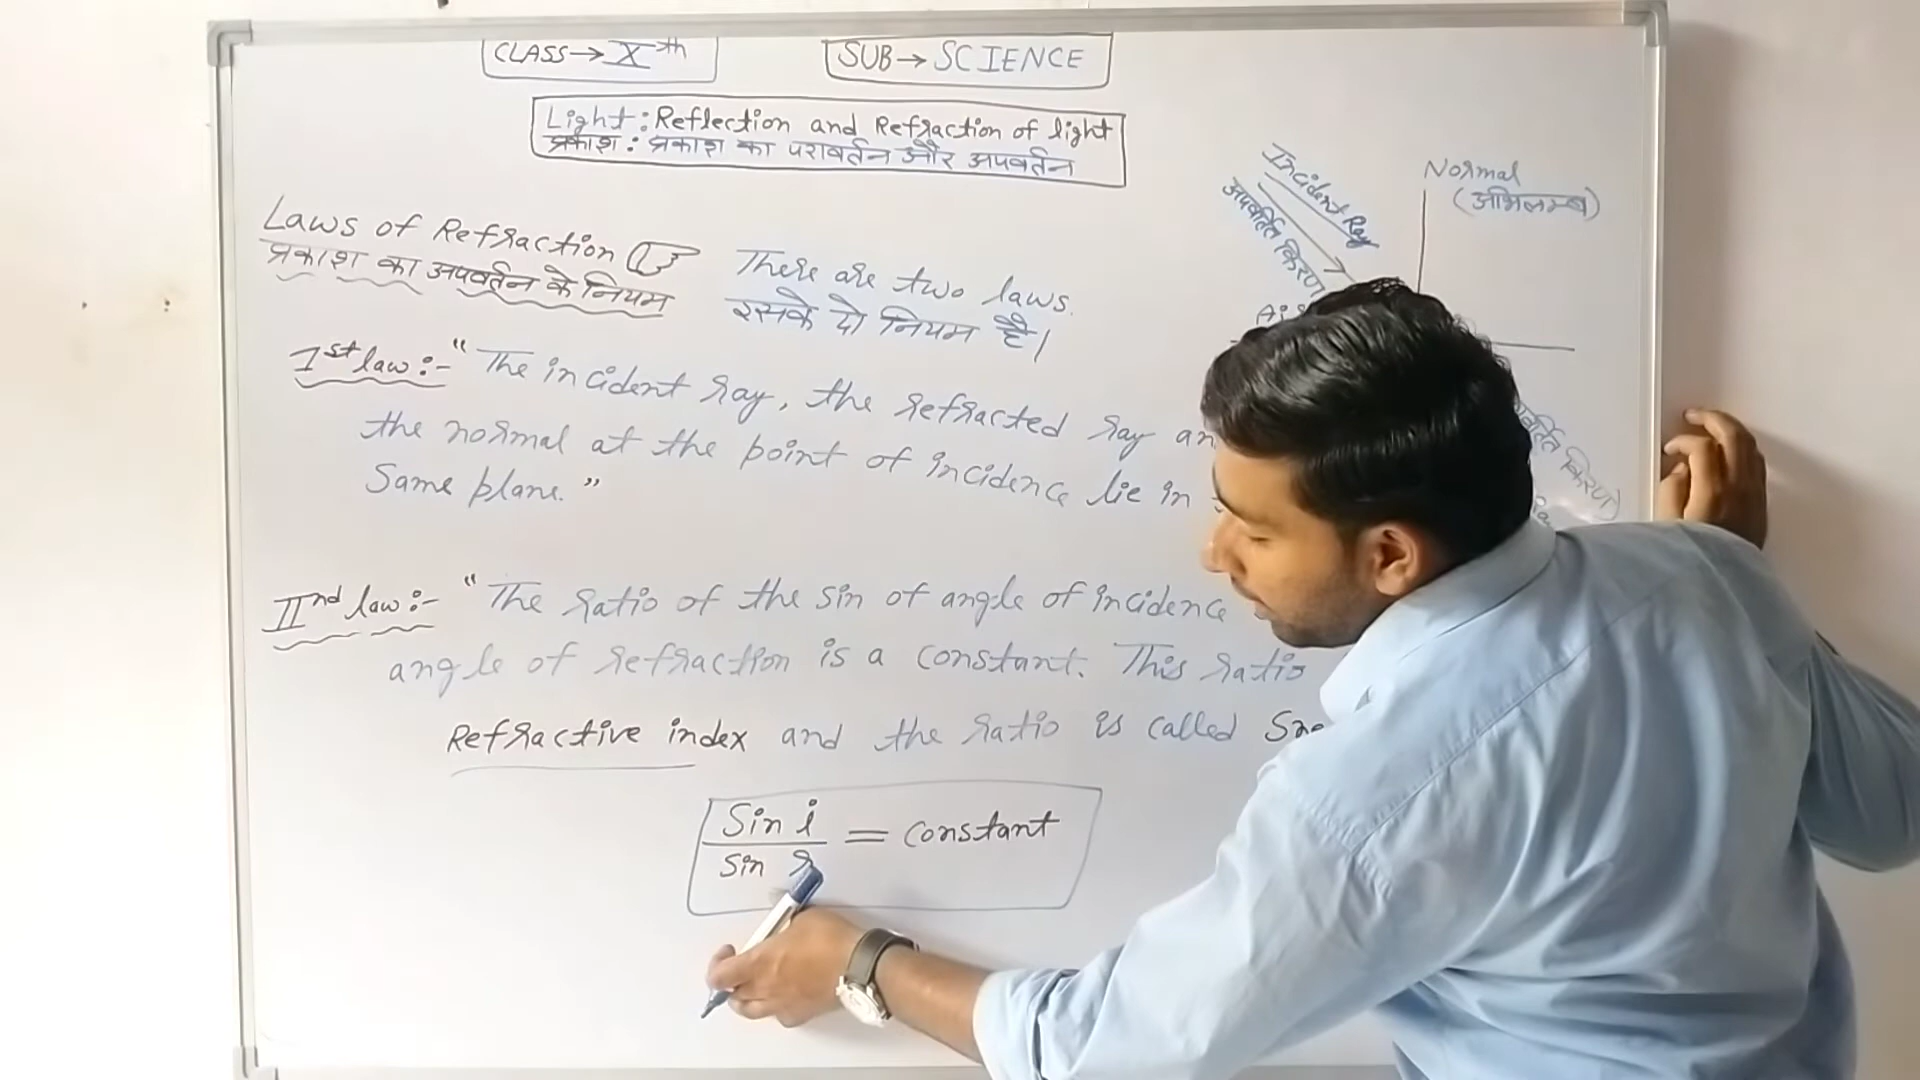 CLASS → Xth
SUB → SCIENCE
Light: Reflection and Refraction of light
प्रकाश: प्रकाश का परावर्तन और अपवर्तन
Laws of Refraction
प्रकाश का अपवर्तन के नियम
There are two laws.
इसके दो नियम है।
1st law:- "The incident ray, the refracted ray
the normal at the point of incidence lie in
Same plane."
IInd law:- "The ratio of the sin of angle of incidence
angle of refraction is a constant. This ratio
Refractive index and the ratio is called
Sin i
= constant
Sin r
Incident Ray
अपवर्तित किरण
Normal
(अभिलम्ब)
किरण)